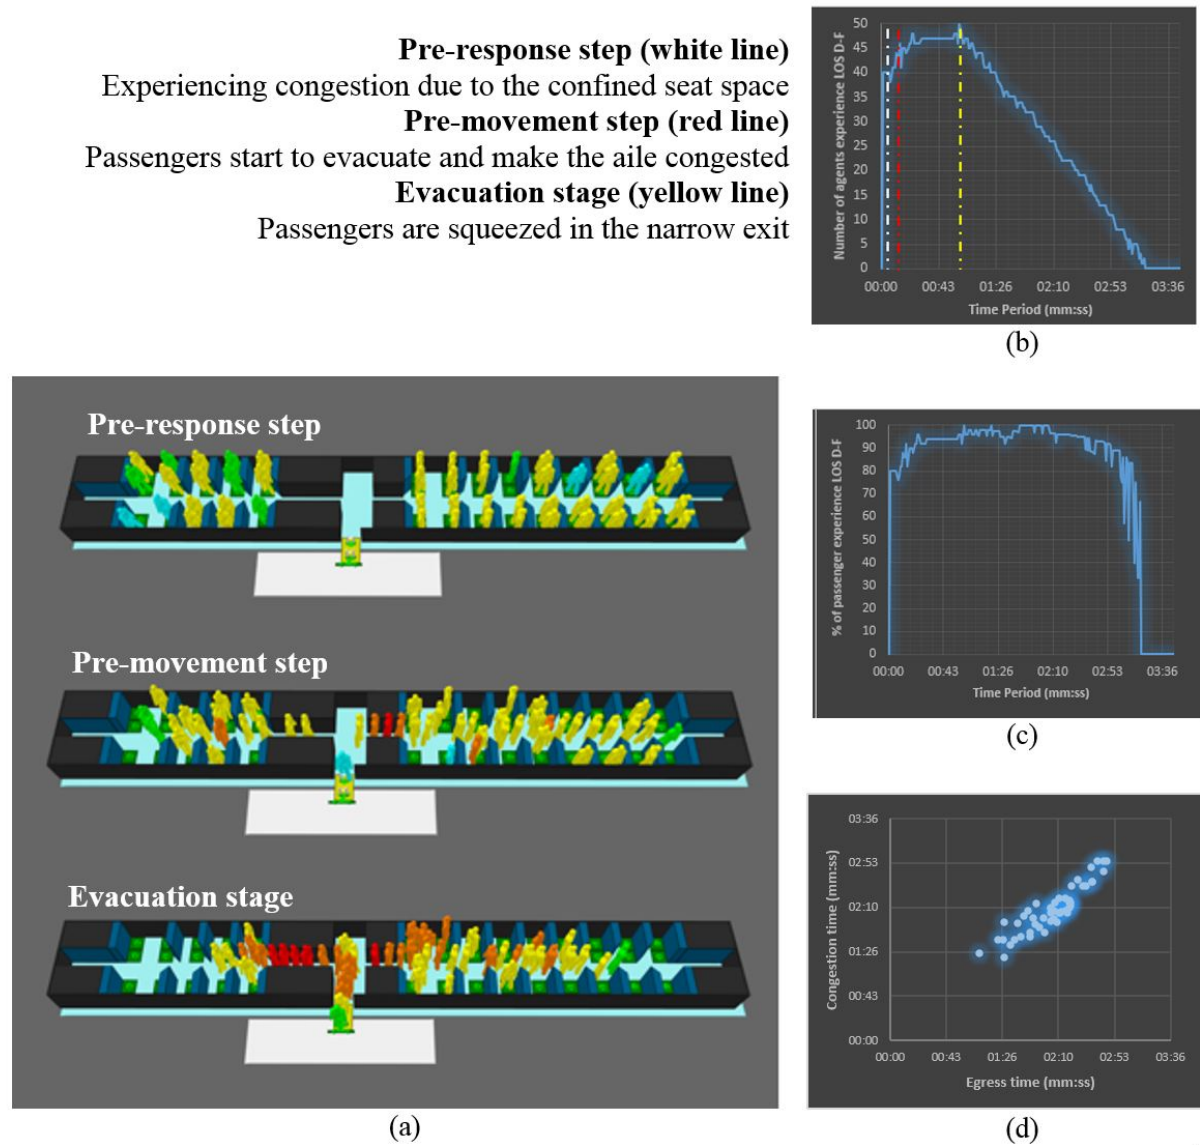 Pre-response step (white line)
Experiencing congestion due to the confined seat space
Pre-movement step (red line)
Passengers start to evacuate and make the aile congested
Evacuation stage (yellow line)
Passengers are squeezed in the narrow exit
Number of agents experience LOS D-F
50
45
40
35
30
25
20
15
10
5
0
00:00 00:43 01:26 02:10 02:53 03:36
Time Period (mm:ss)
(b)
Pre-response step
Pre-movement step
Evacuation stage
(a)
% of passenger experience LOS D-F
100
90
80
70
60
50
40
30
20
10
0
00:00 00:43 01:26 02:10 02:53 03:36
Time Period (mm:ss)
(c)
Congestion time (mm:ss)
03:36
02:53
02:10
01:26
00:43
00:00
00:00 00:43 01:26 02:10 02:53 03:36
Egress time (mm:ss)
(d)